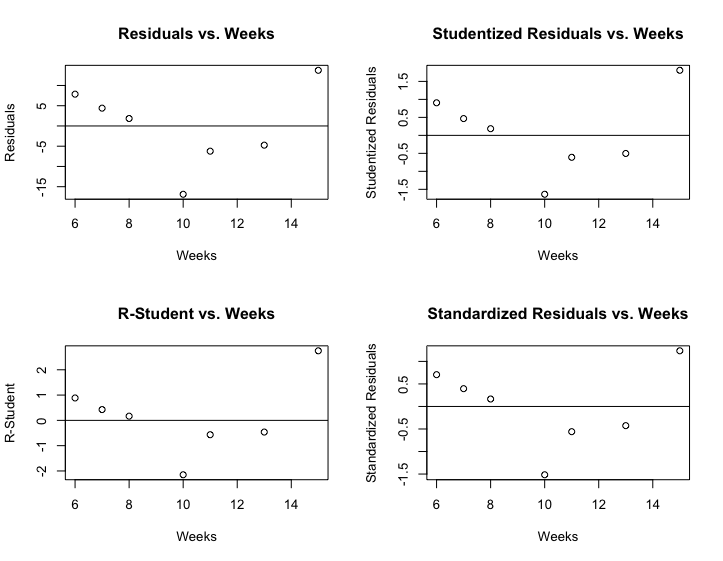 Residuals vs. Weeks
Residuals
5
-5
-15
6 8 10 12 14
Weeks
Studentized Residuals vs. Weeks
Studentized Residuals
1.5
0.5
-0.5
-1.5
6 8 10 12 14
Weeks
R-Student vs. Weeks
R-Student
2
1
0
-1
-2
6 8 10 12 14
Weeks
Standardized Residuals vs. Weeks
Standardized Residuals
0.5
-0.5
-1.5
6 8 10 12 14
Weeks